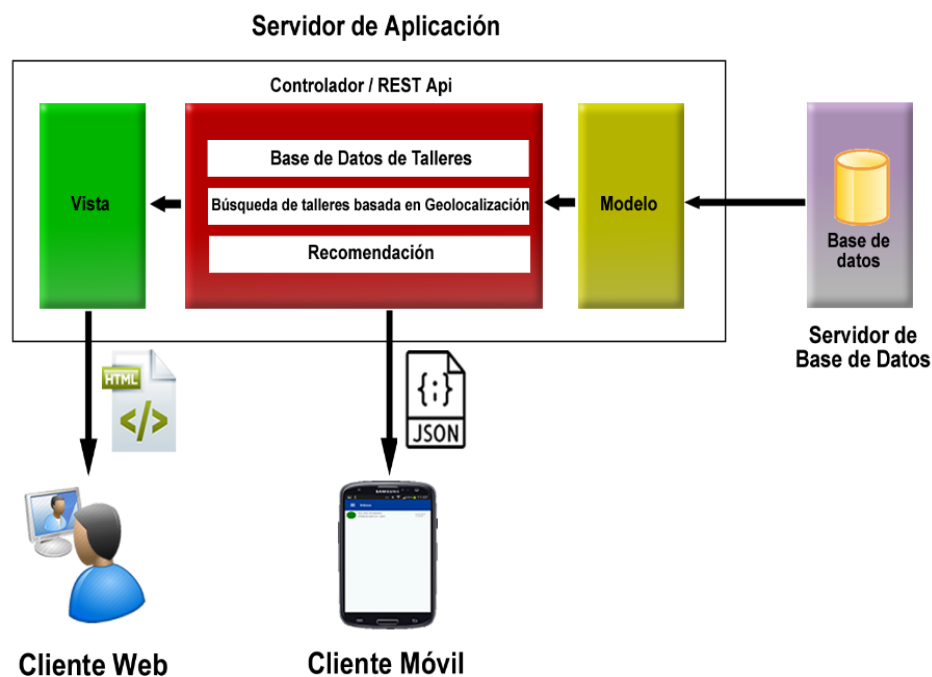 Servidor de Aplicación
Controlador / REST Api
Vista
Base de Datos de Talleres
Búsqueda de talleres basada en Geolocalización
Recomendación
Modelo
Base de
datos
Servidor de
Base de Datos
HTML
</>
{;}
JSON
SAMSUNG
Cliente Web
Cliente Móvil